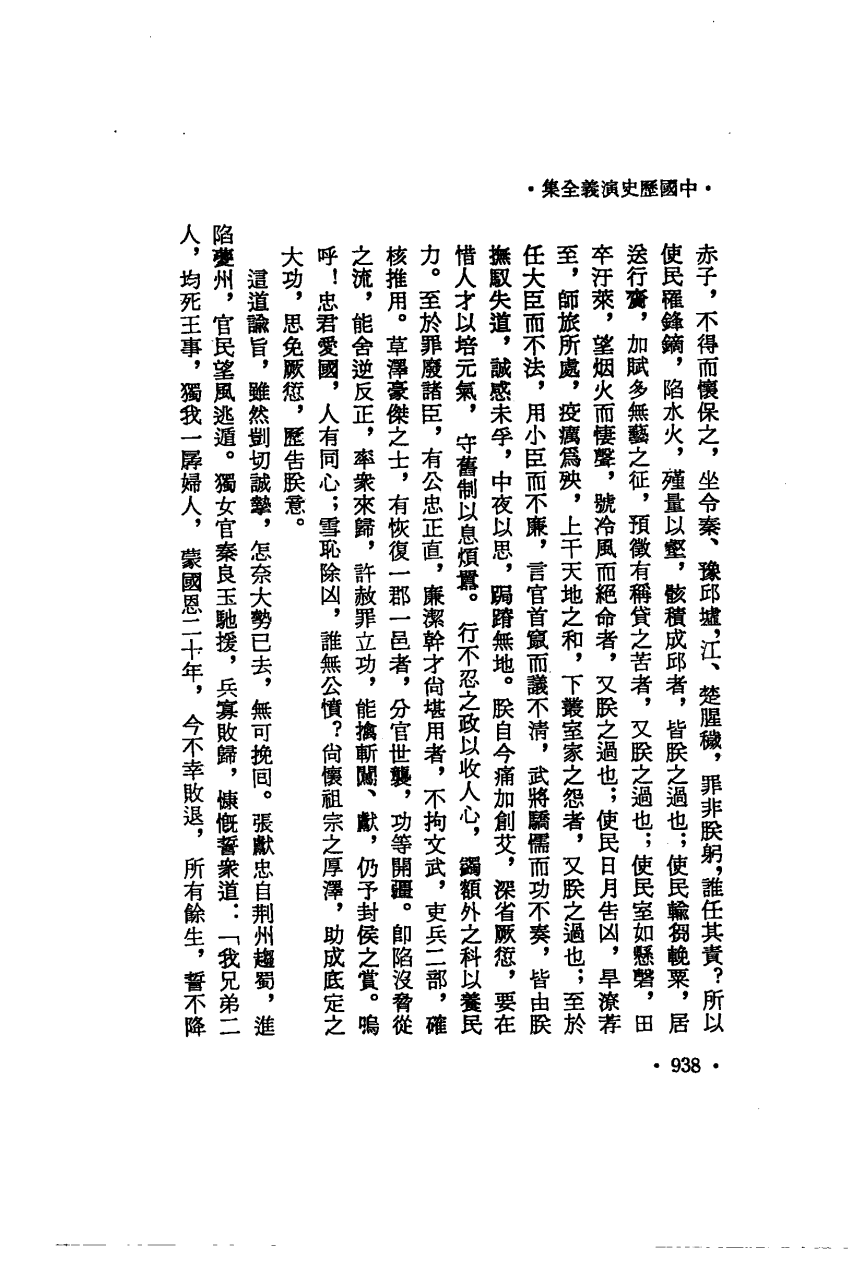 ·中國歷史演義全集·
赤子，不得而懷保之，坐令秦、豫邱墟，江、楚腥穢，罪非朕躬，誰任其責？所以
使民罹鋒鏑，陷水火，殣量以壑，骸積成邱者，皆朕之過也；使民輸芻輓粟，居
送行齎，加賦多無藝之征，預徵有稱貸之苦者，又朕之過也；使民室如懸磬，田
卒汙萊，望烟火而悽聲，號冷風而絕命者，又朕之過也；使民日月告凶，旱潦荐
至，師旅所處，疫癘爲殃，上干天地之和，下叢室家之怨者，又朕之過也；至於
任大臣而不法，用小臣而不廉，言官首竄而議不清，武將驕懦而功不奏，皆由朕
撫馭失道，誠感未孚，中夜以思，跼蹐無地。朕自今痛加創艾，深省厥愆，要在
惜人才以培元氣，守舊制以息煩囂。行不忍之政以收人心，蠲額外之科以養民
力。至於罪廢諸臣，有公忠正直，廉潔幹才尙堪用者，不拘文武，吏兵二部，確
核推用。草澤豪傑之士，有恢復一郡一邑者，分官世襲，功等開疆。卽陷沒脅從
之流，能舍逆反正，率衆來歸，許赦罪立功，能擒斬闖、獻，仍予封侯之賞。嗚
呼！忠君愛國，人有同心；雪恥除凶，誰無公憤？尙懷祖宗之厚澤，助成底定之
大功，思免厥愆，歷告朕意。
這道諭旨，雖然剴切誠摯，怎奈大勢已去，無可挽回。張獻忠自荆州趨蜀，進
陷夔州，官民望風逃遁。獨女官秦良玉馳援，兵寡敗歸，慷慨誓衆道：「我兄弟二
人，均死王事，獨我一孱婦人，蒙國恩二十年，今不幸敗退，所有餘生，誓不降
·938·